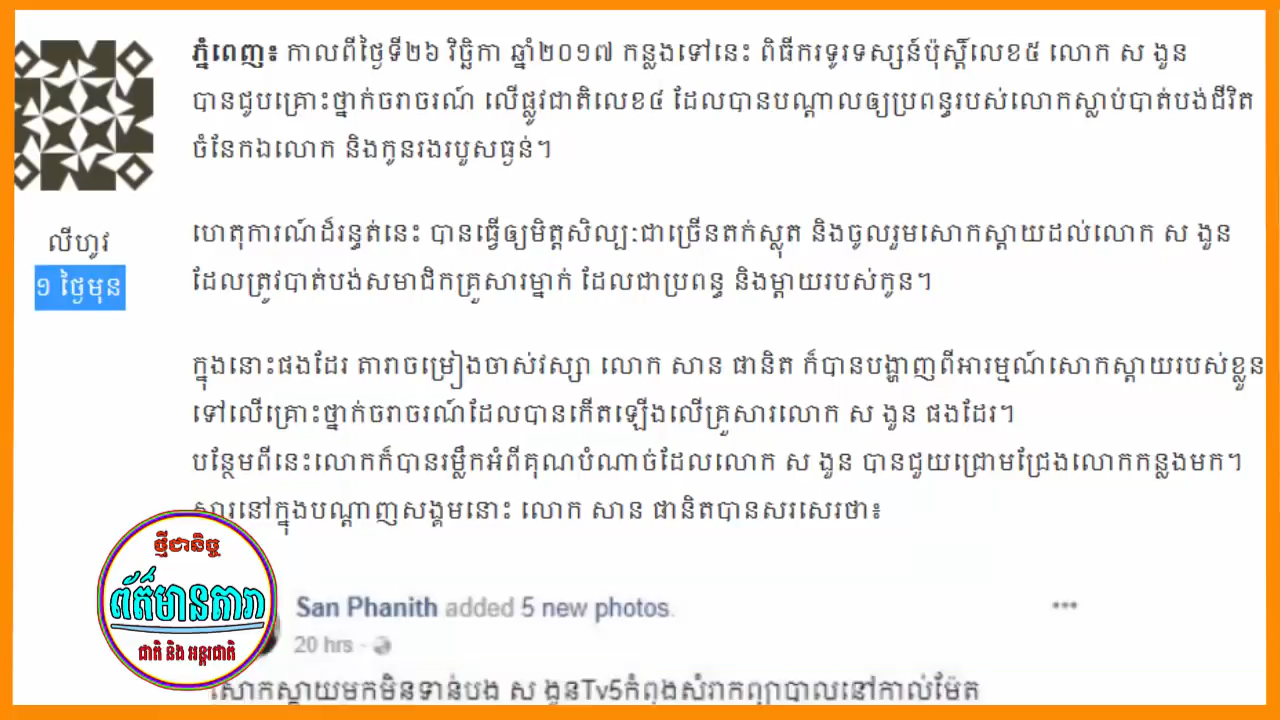 ភ្នំពេញ៖ កាលពីថ្ងៃទី២៦ វិច្ឆិកា ឆ្នាំ២០១៧ កន្លងទៅនេះ ពិធីករទូរទស្សន៍ប៉ុស្តិ៍លេខ៥ លោក ស ងួន
បានជូបគ្រោះថ្នាក់ចរាចរណ៍ លើផ្លូវជាតិលេខ៤ ដែលបានបណ្តាលឲ្យប្រពន្ធរបស់លោកស្លាប់បាត់បង់ជីវិត
ចំនែកឯលោក និងកូនរងរបួសធ្ងន់។
លីហូវ
១ ថ្ងៃមុន
ហេតុការណ៍ដ៏រន្ធត់នេះ បានធ្វើឲ្យមិត្តសិល្បៈជាច្រើនតក់ស្លុត និងចូលរួមសោកស្តាយដល់លោក ស ងួន
ដែលត្រូវបាត់បង់សមាជិកគ្រួសារម្នាក់ ដែលជាប្រពន្ធ និងម្តាយរបស់កូន។
ក្នុងនោះផងដែរ តារាចម្រៀងចាស់វស្សា លោក សាន ផានិត ក៏បានបង្ហាញពីអារម្មណ៍សោកស្តាយរបស់ខ្លួន
ទៅលើគ្រោះថ្នាក់ចរាចរណ៍ដែលបានកើតឡើងលើគ្រួសារលោក ស ងួន ផងដែរ។
បន្ថែមពីនេះលោកក៏បានរម្លឹកអំពីគុណបំណាច់ដែលលោក ស ងួន បានជួយជ្រោមជ្រែងលោកកន្លងមក។
សារនៅក្នុងបណ្តាញសង្គមនោះ លោក សាន ផានិតបានសរសេរថា៖
ថ្មីជានិច្ច
ព័ត៌មានតារា
ជាតិ និង អន្តរជាតិ
San Phanith added 5 new photos.
20 hrs
សោកស្តាយមកមិនទាន់បង ស ងួនTv5កំពុងសំរាកព្យាបាលនៅកាល់ម៉ែត